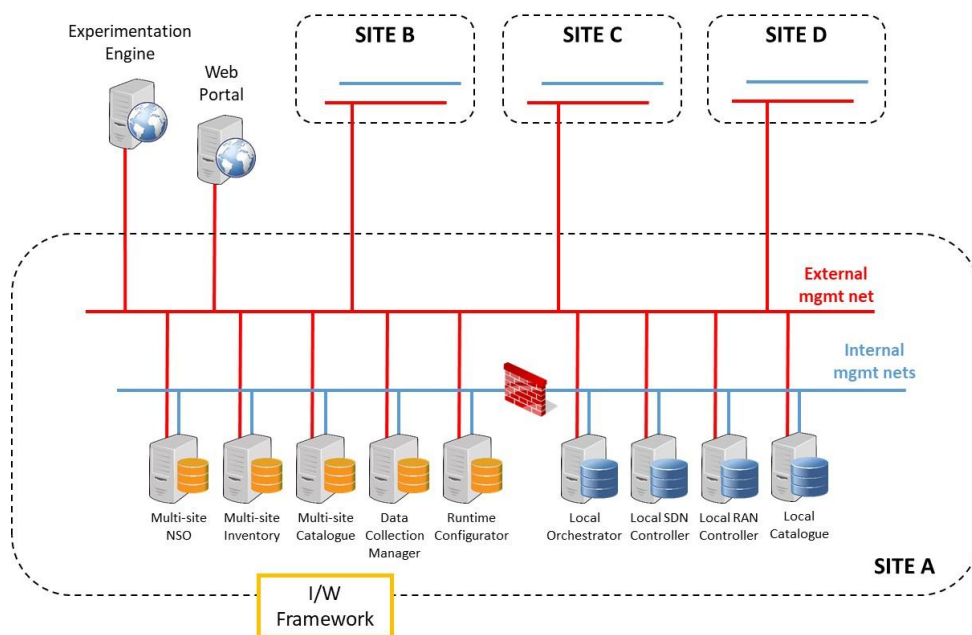 Experimentation
Engine
Web
Portal
SITE B
SITE C
SITE D
External
mgmt net
Internal
mgmt nets
Multi-site
NSO
Multi-site
Inventory
Multi-site
Catalogue
Data
Collection
Manager
Runtime
Configurator
Local
Orchestrator
Local SDN
Controller
Local RAN
Controller
Local
Catalogue
SITE A
I/W
Framework